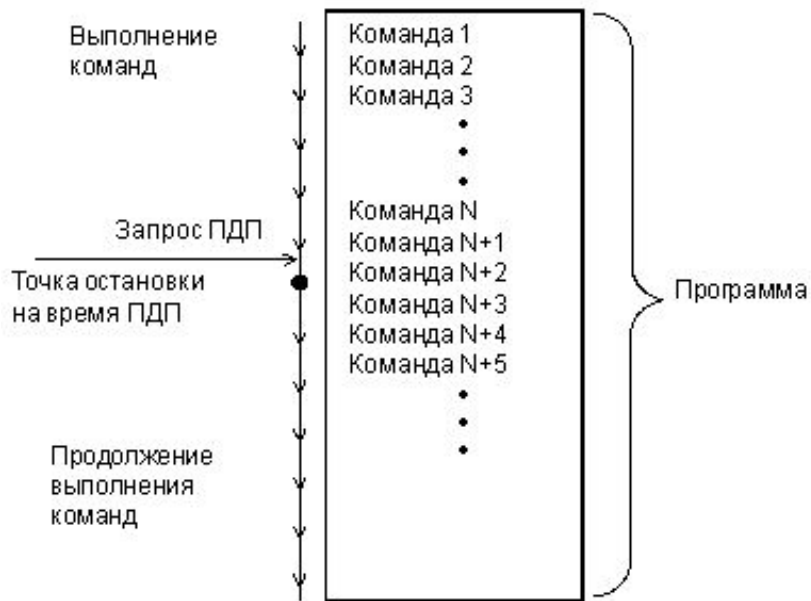 Выполнение
команд
Запрос ПДП
Точка остановки
на время ПДП
Продолжение
выполнения
команд
Команда 1
Команда 2
Команда 3
Команда N
Команда N+1
Команда N+2
Команда N+3
Команда N+4
Команда N+5
Программа